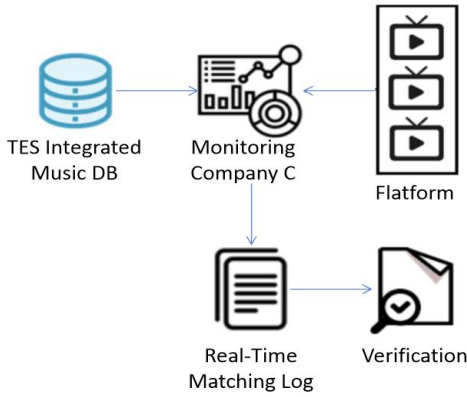 TES Integrated
Music DB
Monitoring
Company C
Flatform
Real-Time
Matching Log
Verification